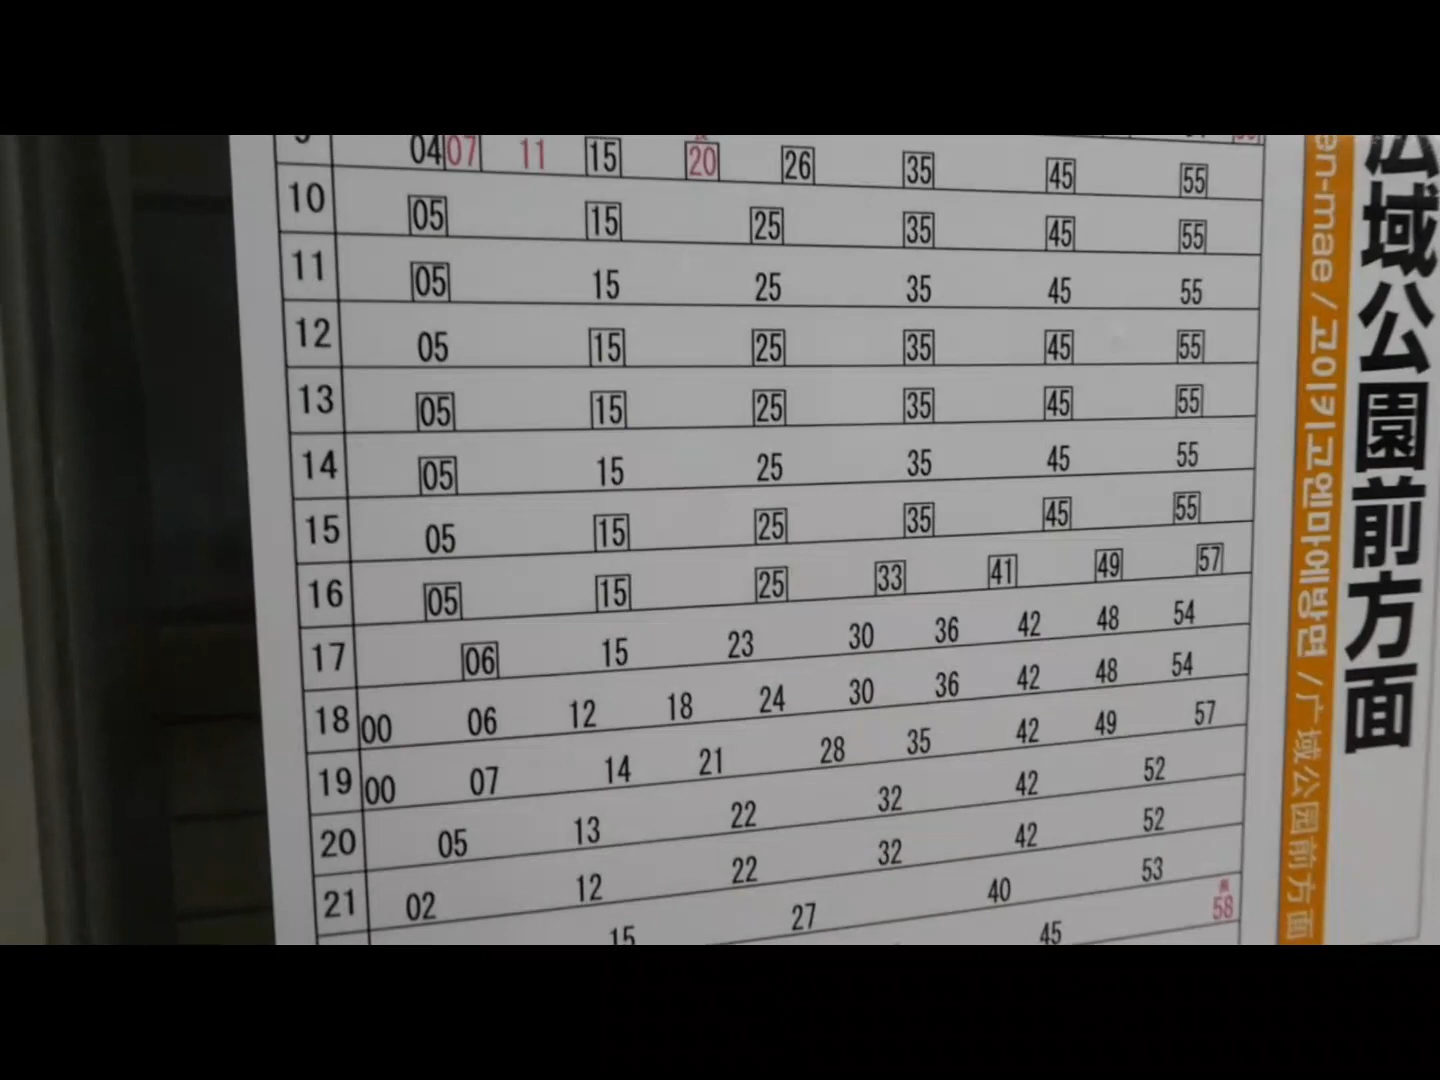 04 07 11 15 20 26 35 45 55
10 05 15 25 35 45 55
11 05 15 25 35 45 55
12 05 15 25 35 45 55
13 05 15 25 35 45 55
14 05 15 25 35 45 55
15 05 15 25 35 45 55
16 05 15 25 33 41 49 57
17 06 15 23 30 36 42 48 54
18 00 06 12 18 24 30 36 42 48 54
19 00 07 14 21 28 35 42 49 57
20 05 13 22 32 42 52
21 02 12 22 32 42 52
15 27 40 53
45 58
広域公園前方面
en-mae / 고이키고엔마에방면 / 广域公园前方面